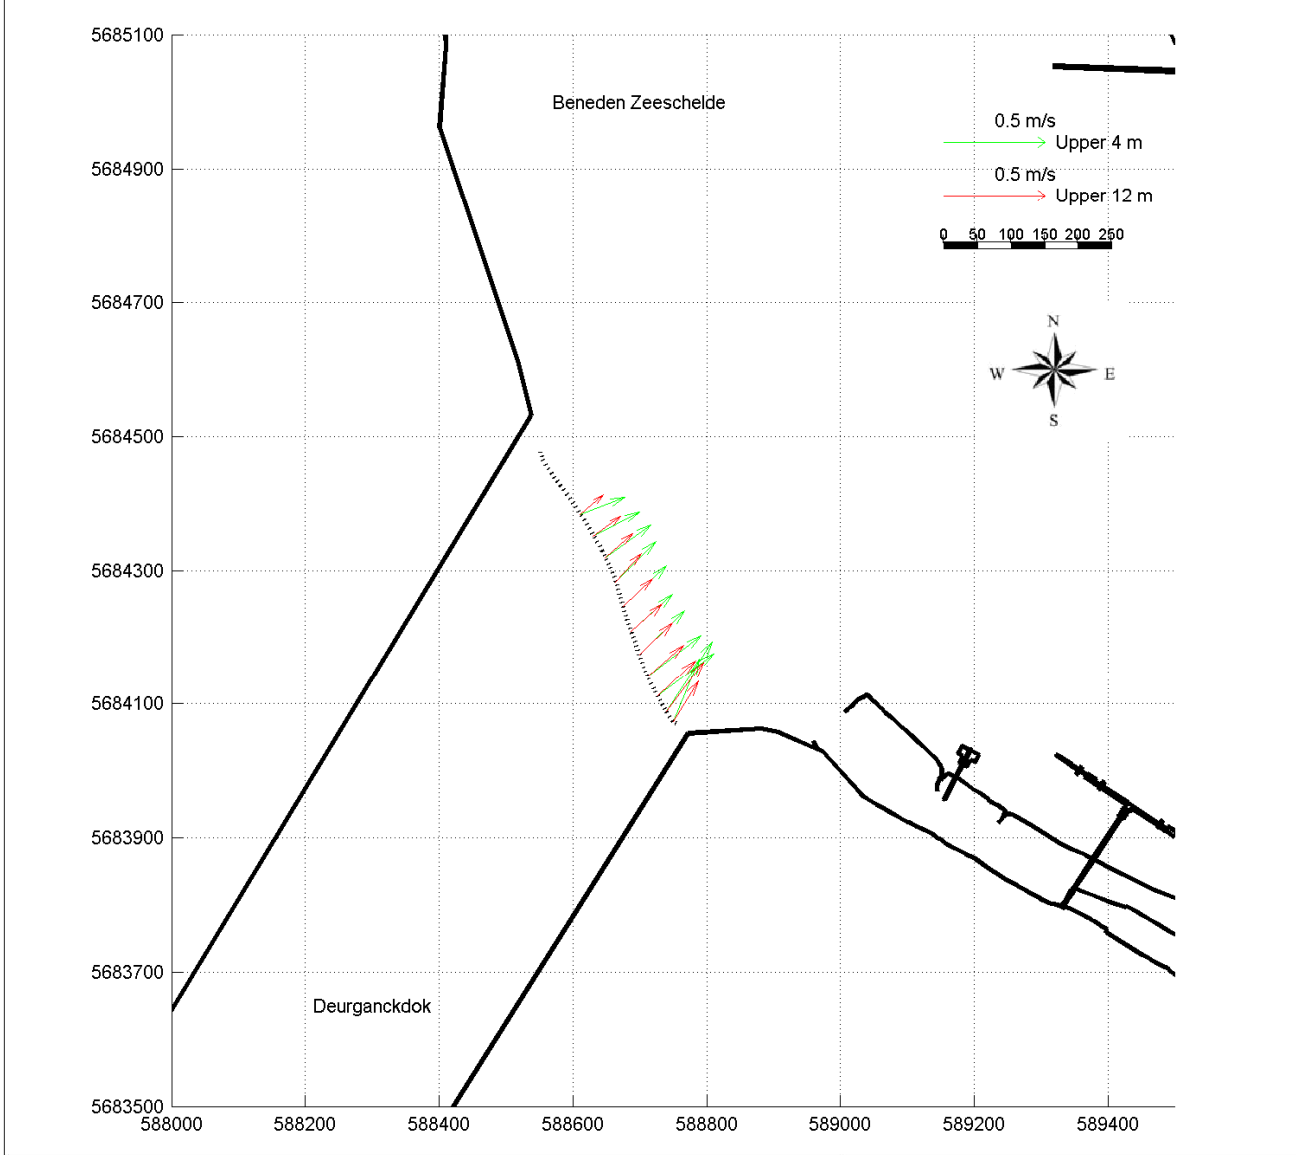 5685100
Beneden Zeeschelde
0.5 m/s
Upper 4 m
5684900
0.5 m/s
Upper 12 m
0 50 100 150 200 250
5684700
N
W E
S
5684500
5684300
5684100
5683900
5683700
Deurganckdok
5683500
588000 588200 588400 588600 588800 589000 589200 589400